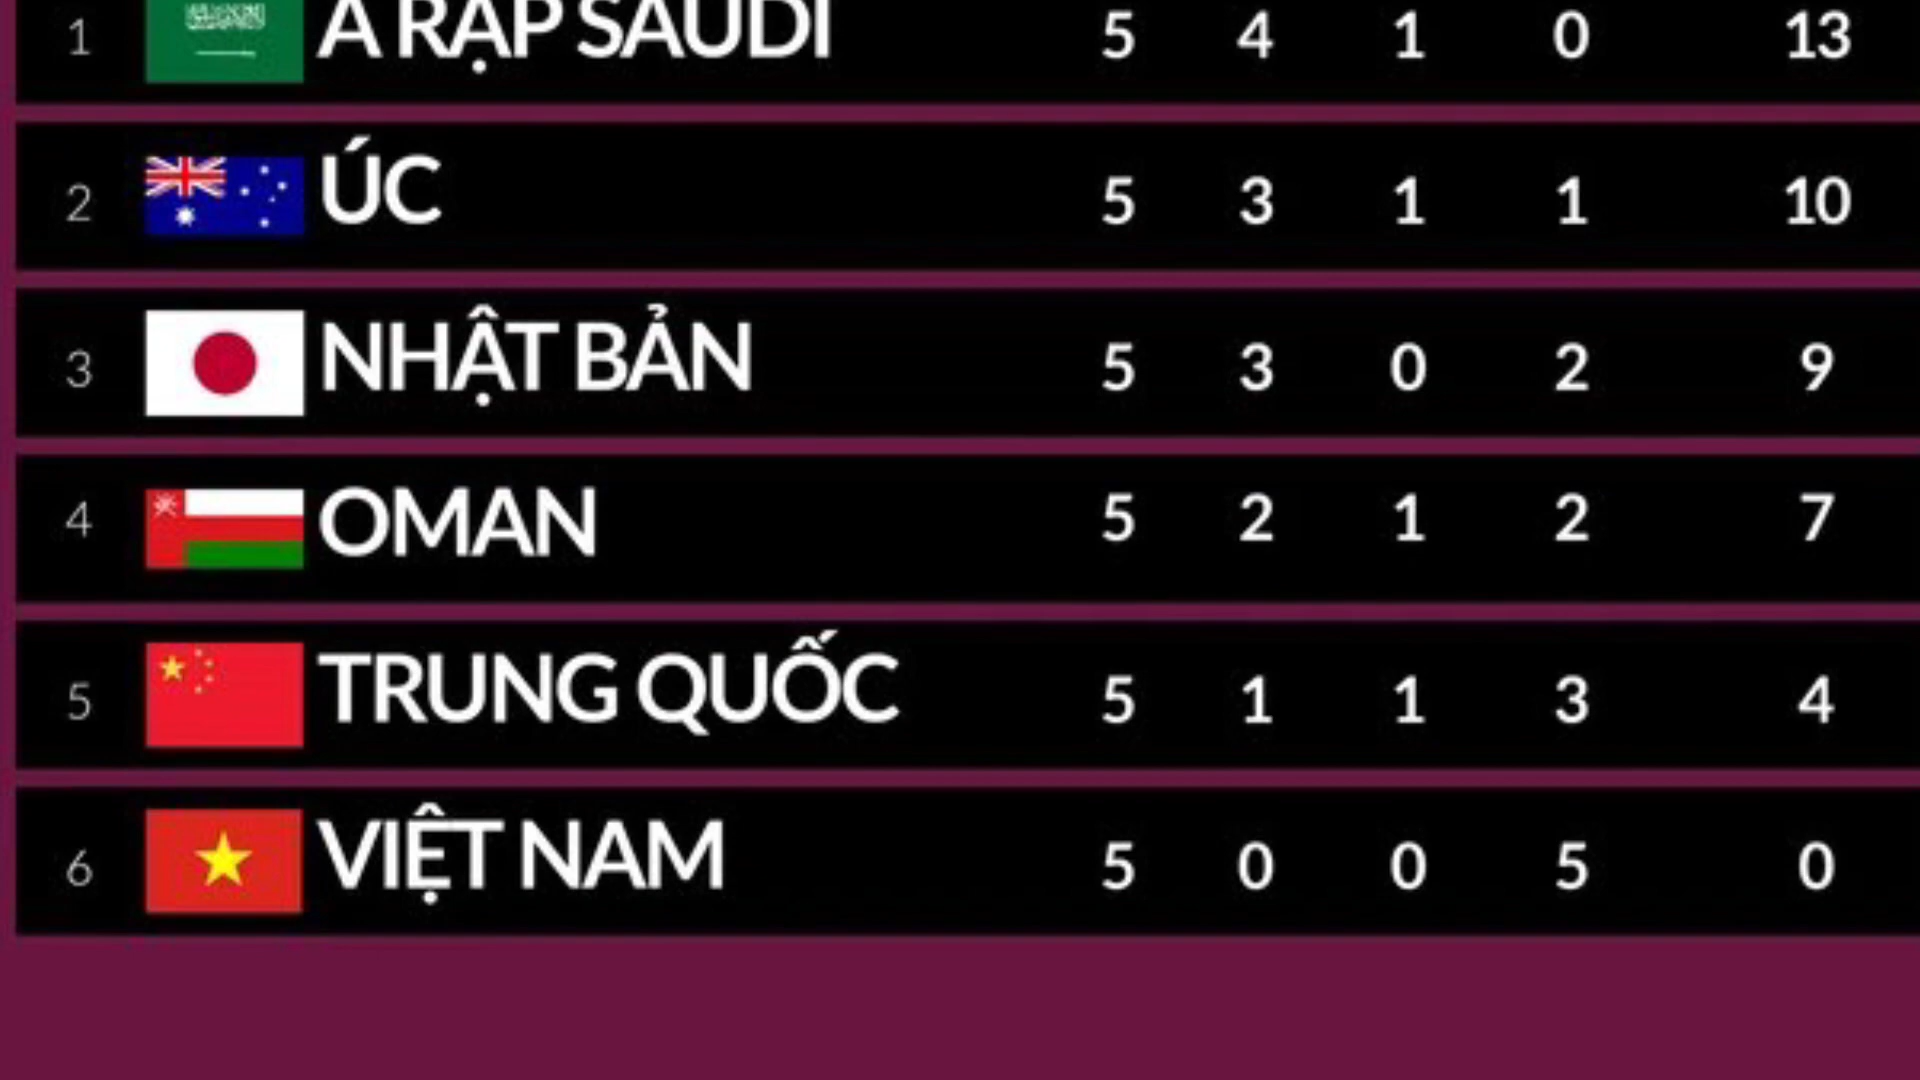 1 Ả RẬP SAUDI 5 4 1 0 13
2 ÚC 5 3 1 1 10
3 NHẬT BẢN 5 3 0 2 9
4 OMAN 5 2 1 2 7
5 TRUNG QUỐC 5 1 1 3 4
6 VIỆT NAM 5 0 0 5 0